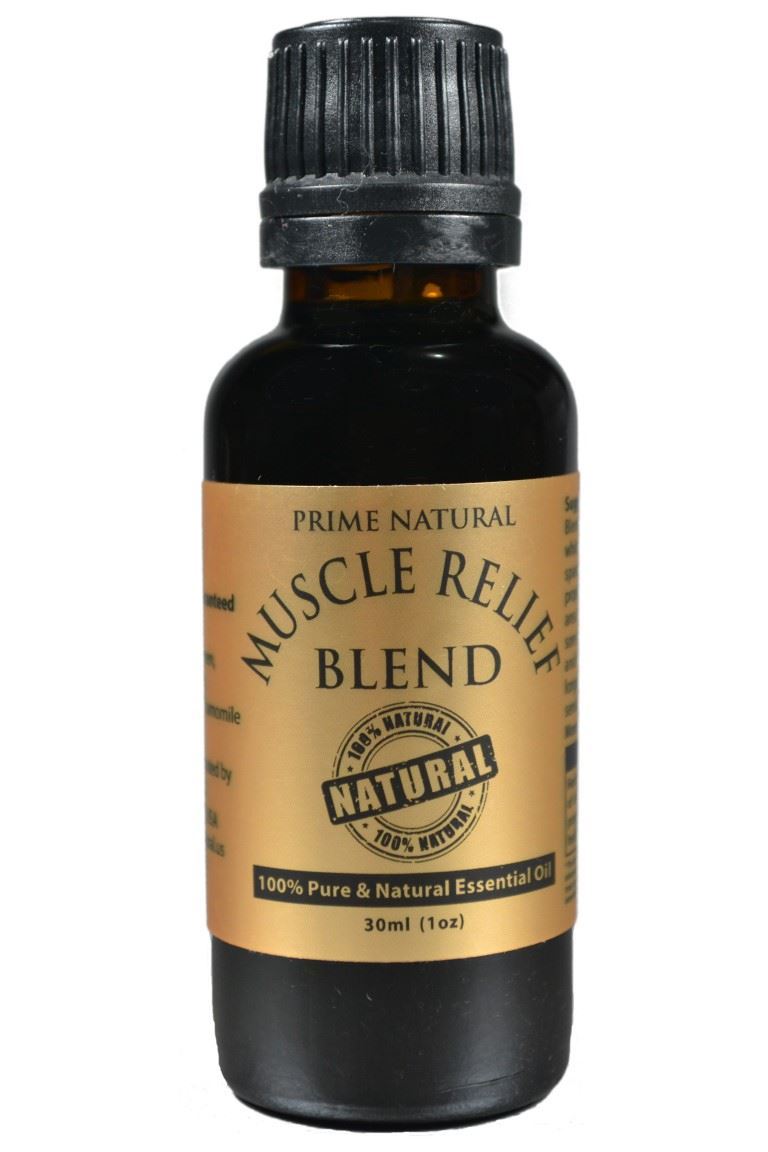 PRIME NATURAL
MUSCLE RELIEF
BLEND
100% NATURAL
NATURAL
100% NATURAL
100% Pure & Natural Essential Oil
30ml (1oz)